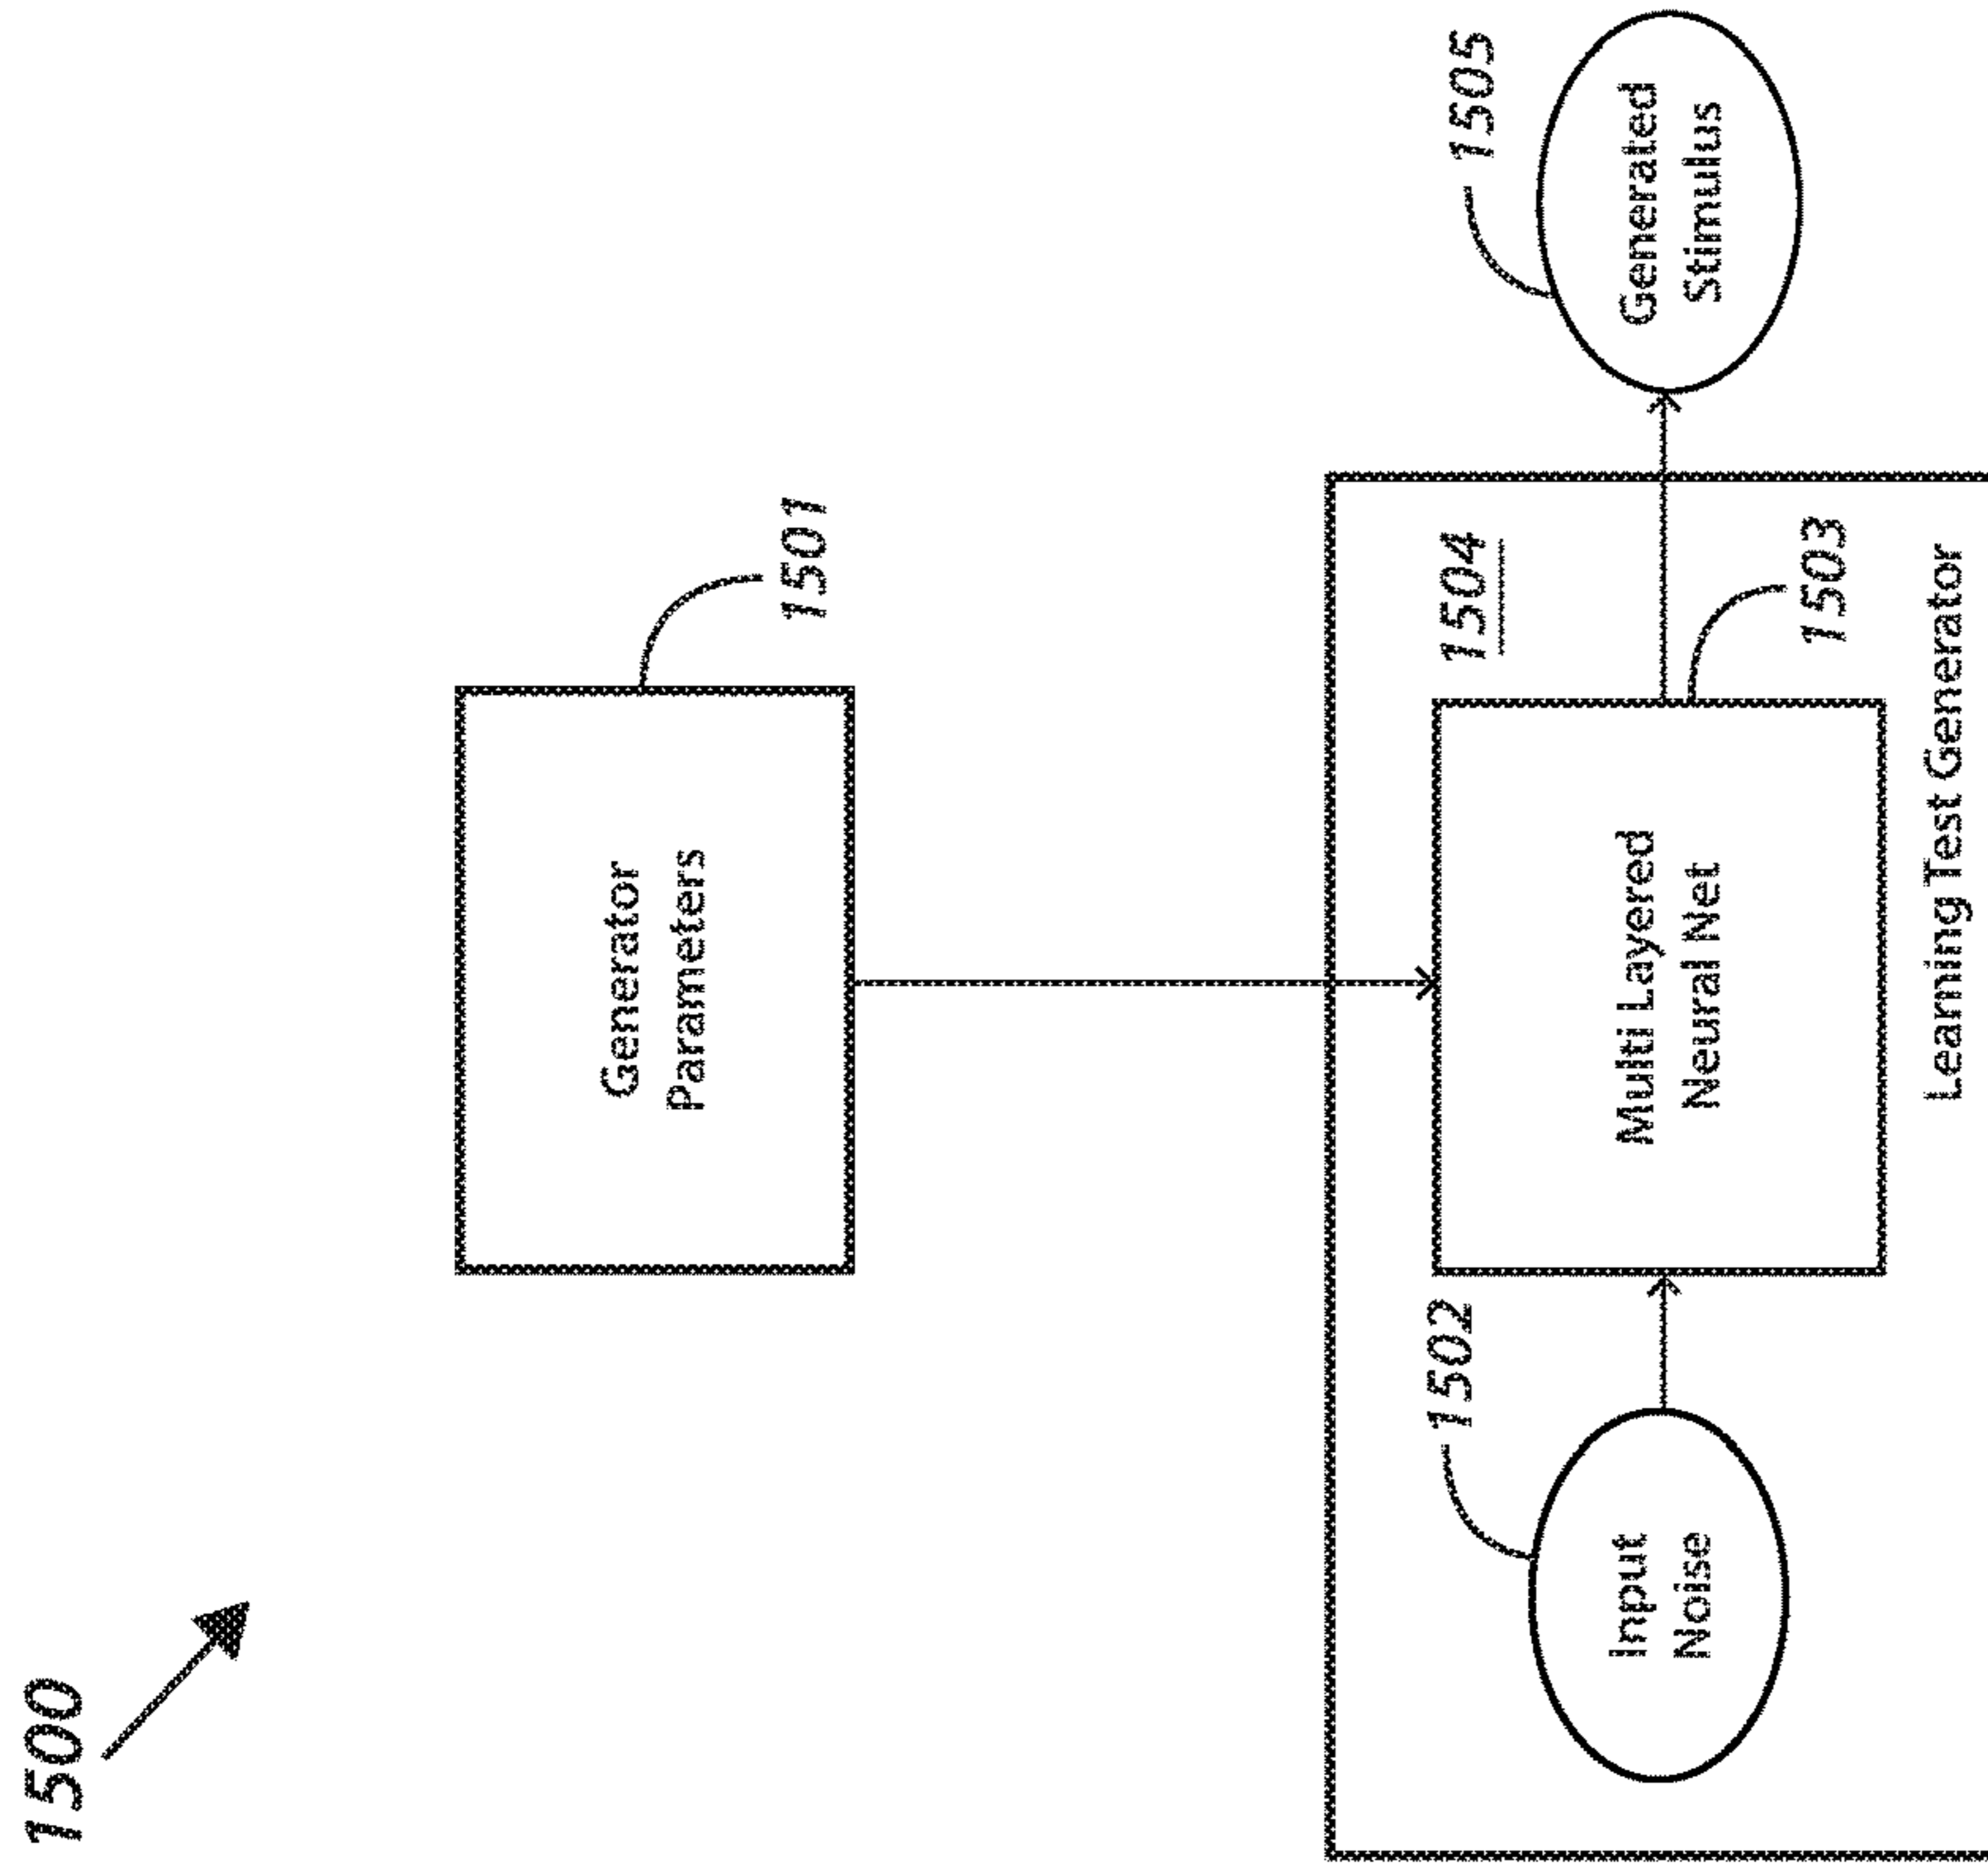 1500
Generator
Parameters
1501
1502
Input
Noise
1504
Multi Layered
Neural Net
1503
Learning Test Generator
1505
Generated
Stimulus